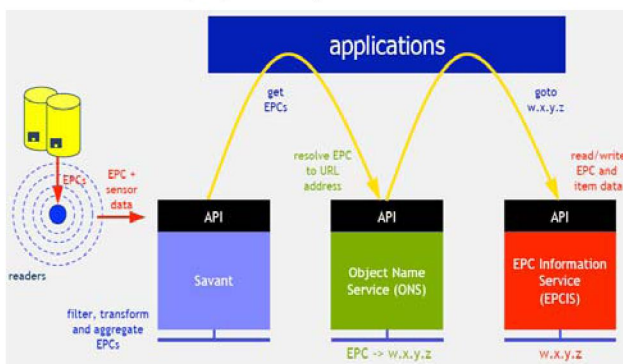 applications
get
EPCs
goto
w.x.y.z
EPCs
EPC +
sensor
data
resolve EPC
to URL
address
read/write
EPC and
item data
readers
API
Savant
API
Object Name
Service (ONS)
API
EPC Information
Service
(EPCIS)
filter, transform
and aggregate
EPCs
EPC -> w.x.y.z
w.x.y.z